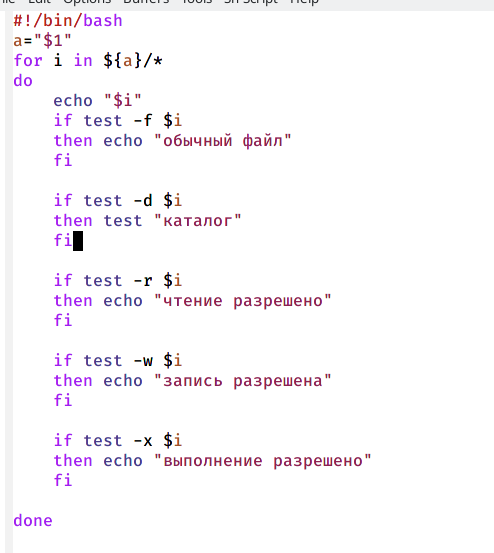 Edit Options Buffers Tools Sh-Script Help
#!/bin/bash
a="$1"
for i in ${a}/*
do
    echo "$i"
    if test -f $i
    then echo "обычный файл"
    fi

    if test -d $i
    then test "каталог"
    fi

    if test -r $i
    then echo "чтение разрешено"
    fi

    if test -w $i
    then echo "запись разрешена"
    fi

    if test -x $i
    then echo "выполнение разрешено"
    fi

done